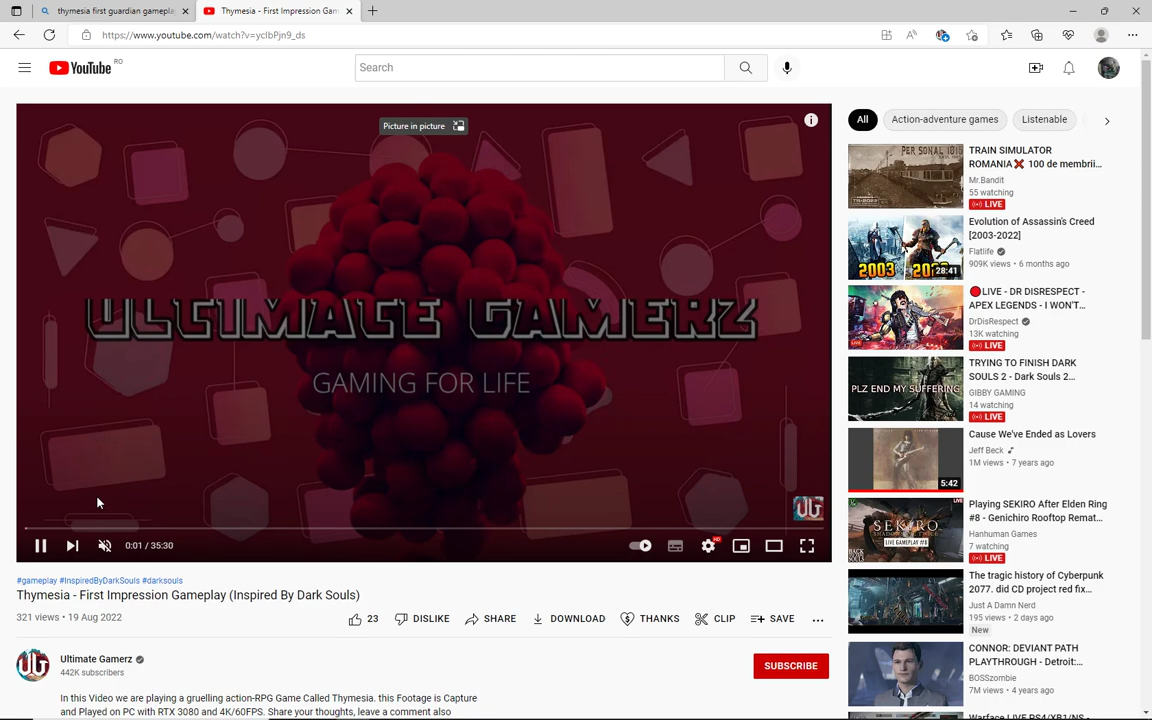 thymesia first guardian gamepla
Thymesia - First Impression Gam
https://www.youtube.com/watch?v=yclbPjn9_ds
YouTube RO
Search
Picture in picture
ULTIMATE GAMERZ
GAMING FOR LIFE
0:01 / 35:30
HD
#gameplay #InspiredByDarkSouls #darksouls
Thymesia - First Impression Gameplay (Inspired By Dark Souls)
321 views • 19 Aug 2022
23 DISLIKE SHARE DOWNLOAD THANKS CLIP SAVE
Ultimate Gamerz
442K subscribers
SUBSCRIBE
In this Video we are playing a gruelling action-RPG Game Called Thymesia. this Footage is Capture
and Played on PC with RTX 3080 and 4K/60FPS. Share your thoughts, leave a comment also
All Action-adventure games Listenable
TRAIN SIMULATOR
ROMANIA❌ 100 de membrii...
Mr.Bandit
55 watching
LIVE
2003
28:41
Evolution of Assassin's Creed
[2003-2022]
Flatlife
909K views • 6 months ago
🔴LIVE - DR DISRESPECT -
APEX LEGENDS - I WON'T...
DrDisRespect
13K watching
LIVE
PLZ END MY SUFFERING
TRYING TO FINISH DARK
SOULS 2 - Dark Souls 2...
GIBBY GAMING
14 watching
LIVE
5:42
Cause We've Ended as Lovers
Jeff Beck
1M views • 7 years ago
SEKIRO
Playing SEKIRO After Elden Ring
#8 - Genichiro Rooftop Remat...
Hanhuman Games
7 watching
LIVE
The tragic history of Cyberpunk
2077. did CD project red fix...
Just A Damn Nerd
195 views • 2 days ago
New
CONNOR: DEVIANT PATH
PLAYTHROUGH - Detroit:...
BOSSzombie
7M views • 4 years ago
Warface LIVE PS4/XB1/NS -